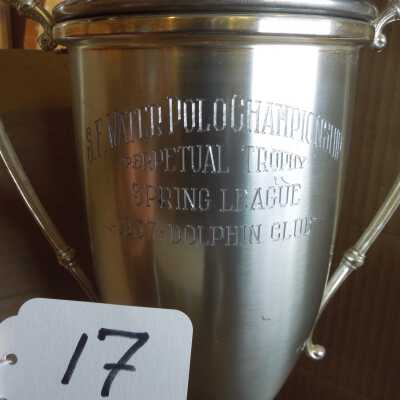 S.F. WATER POLO CHAMPIONSHIP
PERPETUAL TROPHY
SPRING LEAGUE
DOLPHIN CLUB
17